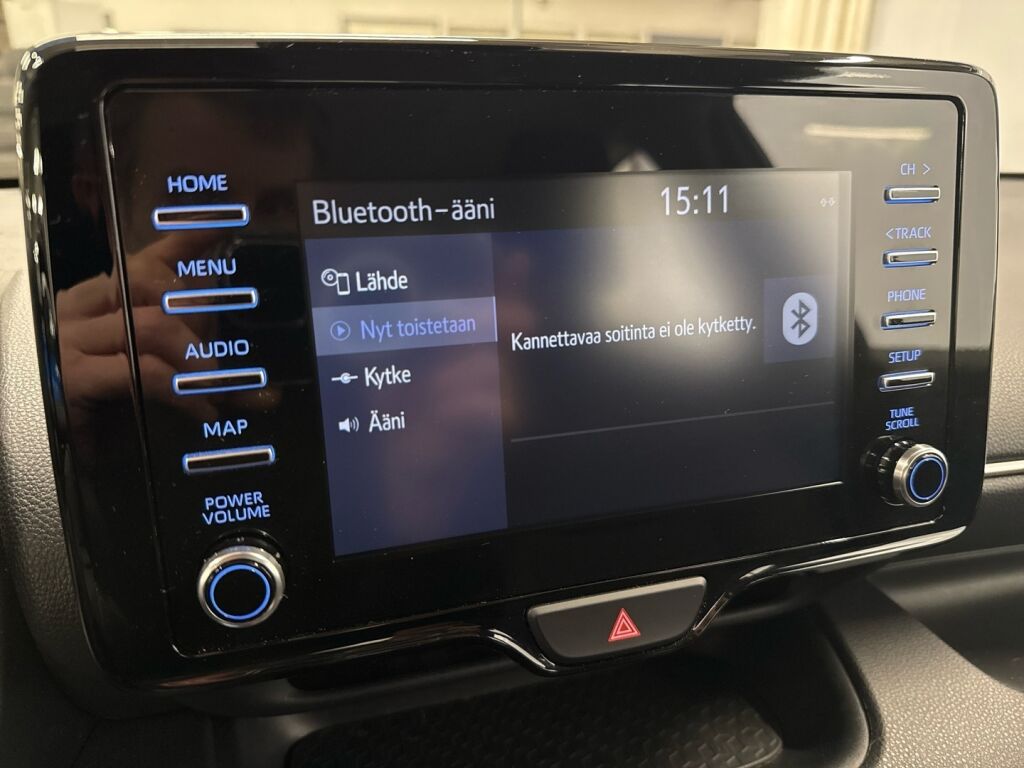 HOME
MENU
AUDIO
MAP
POWER
VOLUME
Bluetooth-ääni
15:11
Lähde
Nyt toistetaan
Kytke
Ääni
Kannettavaa soitinta ei ole kytketty.
CH >
<TRACK
PHONE
SETUP
TUNE
SCROLL